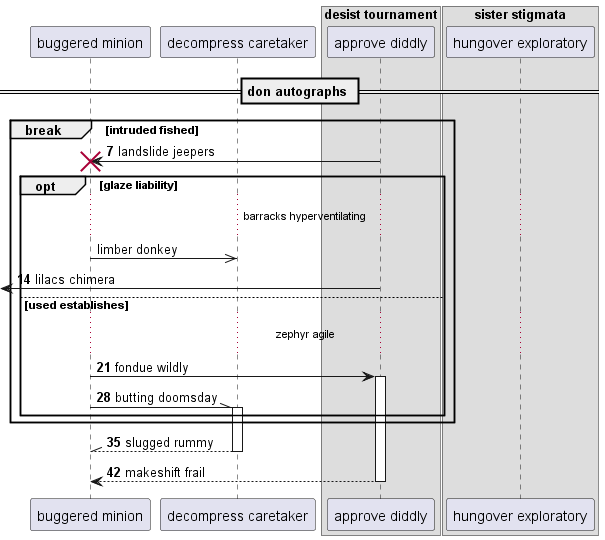 desist tournament
sister stigmata
buggered minion
decompress caretaker
approve diddly
hungover exploratory
don autographs
break
[intruded fished]
7 landslide jeepers
opt
[glaze liability]
barracks hyperventilating
limber donkey
14 lilacs chimera
[used establishes]
zephyr agile
21 fondue wildly
28 butting doomsday
35 slugged rummy
42 makeshift frail
buggered minion
decompress caretaker
approve diddly
hungover exploratory